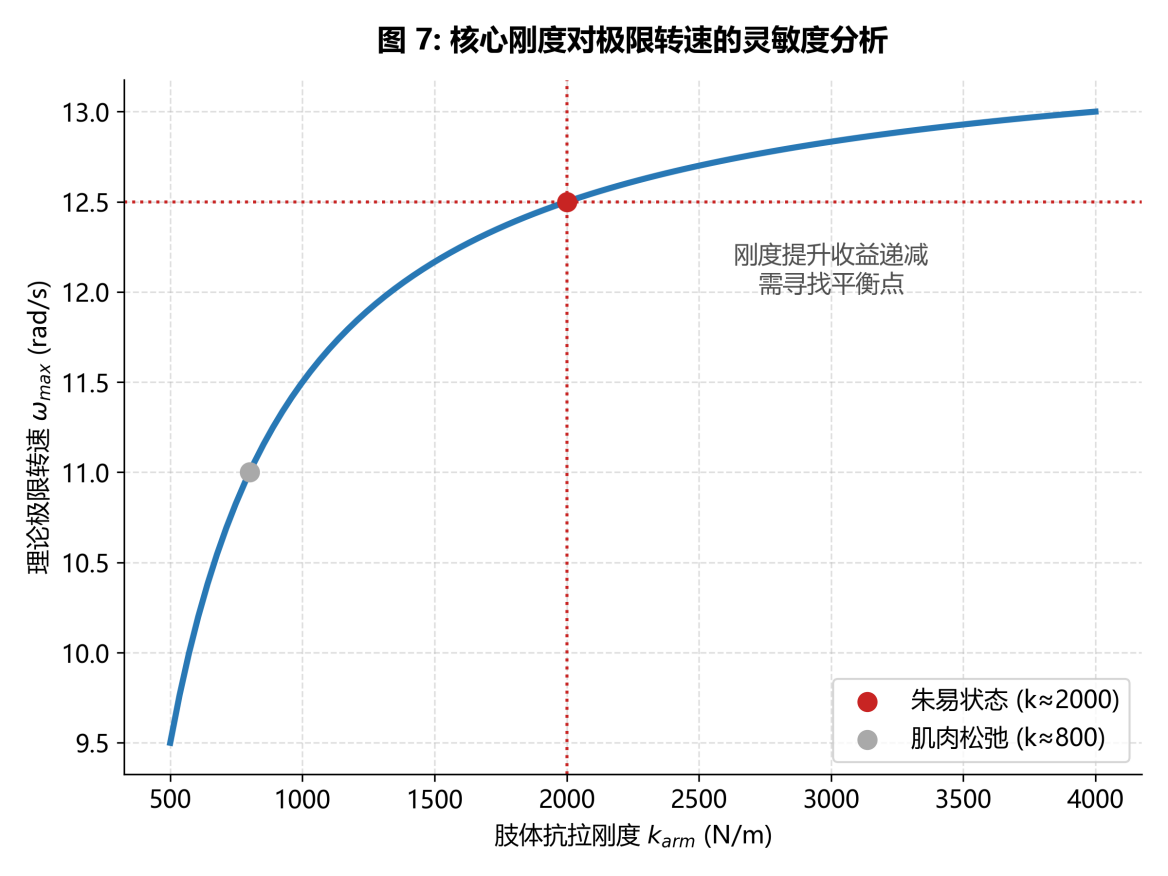 图 7: 核心刚度对极限转速的灵敏度分析
理论极限转速 ω_max (rad/s)
13.0
12.5
12.0
11.5
11.0
10.5
10.0
9.5
刚度提升收益递减
需寻找平衡点
朱易状态 (k≈2000)
肌肉松弛 (k≈800)
500 1000 1500 2000 2500 3000 3500 4000
肢体抗拉刚度 k_arm (N/m)